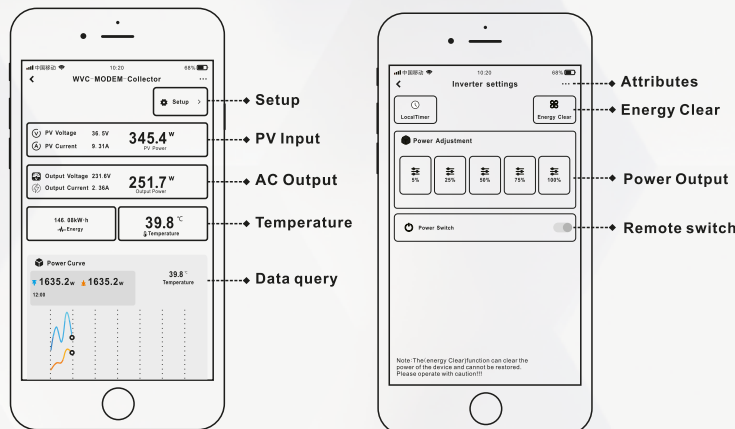 中国移动 10:20 68%
WVC-MODEM-Collector ...
Setup >
Setup
PV Voltage 36. 5V
PV Current 9. 31A
345.4 W
PV Power
PV Input
Output Voltage 231.6V
Output Current 2. 36A
251.7 W
Output Power
AC Output
146. 08kW·h
Energy
39.8 ℃
Temperature
Temperature
Power Curve
1635.2w 1635.2w
12:08
39.8 ℃
Temperature
Data query
中国移动 10:20 68%
Inverter settings ...
Attributes
LocalTimer
Energy Clear
Energy Clear
Power Adjustment
5% 25% 50% 75% 100%
Power Output
Power Switch
Remote switch
Note:The(energy Clear)function can clear the
power of the device and cannot be restored.
Please operate with caution!!!